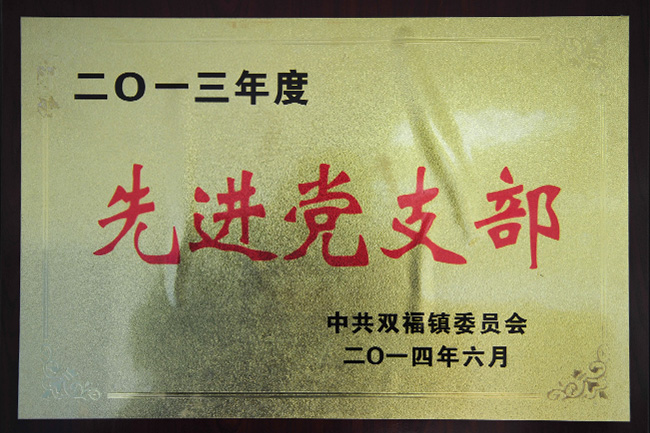 二〇一三年度
先进党支部
中共双福镇委员会
二〇一四年六月